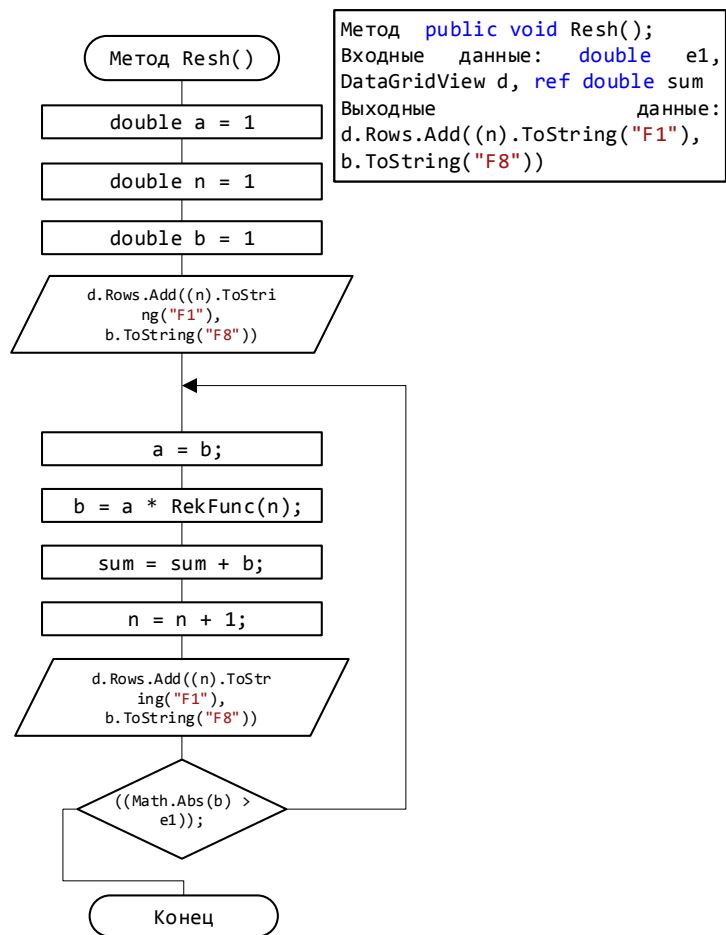 Метод Resh()
Метод public void Resh();
Входные данные: double e1,
DataGridView d, ref double sum
Выходные данные:
d.Rows.Add((n).ToString("F1"),
b.ToString("F8"))
double a = 1
double n = 1
double b = 1
d.Rows.Add((n).ToStri
ng("F1"),
b.ToString("F8"))
a = b;
b = a * RekFunc(n);
sum = sum + b;
n = n + 1;
d.Rows.Add((n).ToStr
ing("F1"),
b.ToString("F8"))
((Math.Abs(b) >
e1));
Конец